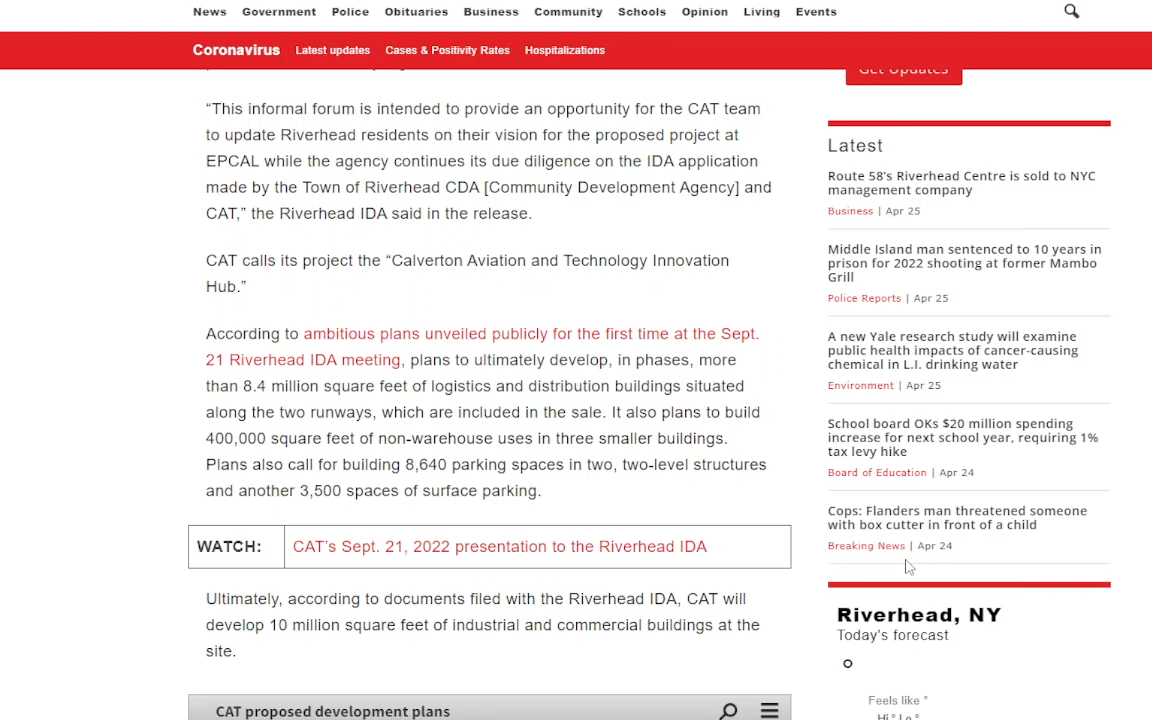 News Government Police Obituaries Business Community Schools Opinion Living Events
Coronavirus Latest updates Cases & Positivity Rates Hospitalizations
“This informal forum is intended to provide an opportunity for the CAT team
to update Riverhead residents on their vision for the proposed project at
EPCAL while the agency continues its due diligence on the IDA application
made by the Town of Riverhead CDA [Community Development Agency] and
CAT,” the Riverhead IDA said in the release.
CAT calls its project the “Calverton Aviation and Technology Innovation
Hub.”
According to ambitious plans unveiled publicly for the first time at the Sept.
21 Riverhead IDA meeting, plans to ultimately develop, in phases, more
than 8.4 million square feet of logistics and distribution buildings situated
along the two runways, which are included in the sale. It also plans to build
400,000 square feet of non-warehouse uses in three smaller buildings.
Plans also call for building 8,640 parking spaces in two, two-level structures
and another 3,500 spaces of surface parking.
WATCH: CAT’s Sept. 21, 2022 presentation to the Riverhead IDA
Ultimately, according to documents filed with the Riverhead IDA, CAT will
develop 10 million square feet of industrial and commercial buildings at the
site.
CAT proposed development plans
Get Updates
Latest
Route 58’s Riverhead Centre is sold to NYC
management company
Business | Apr 25
Middle Island man sentenced to 10 years in
prison for 2022 shooting at former Mambo
Grill
Police Reports | Apr 25
A new Yale research study will examine
public health impacts of cancer-causing
chemical in L.I. drinking water
Environment | Apr 25
School board OKs $20 million spending
increase for next school year, requiring 1%
tax levy hike
Board of Education | Apr 24
Cops: Flanders man threatened someone
with box cutter in front of a child
Breaking News | Apr 24
Riverhead, NY
Today's forecast
Feels like °
Hi ° Lo °